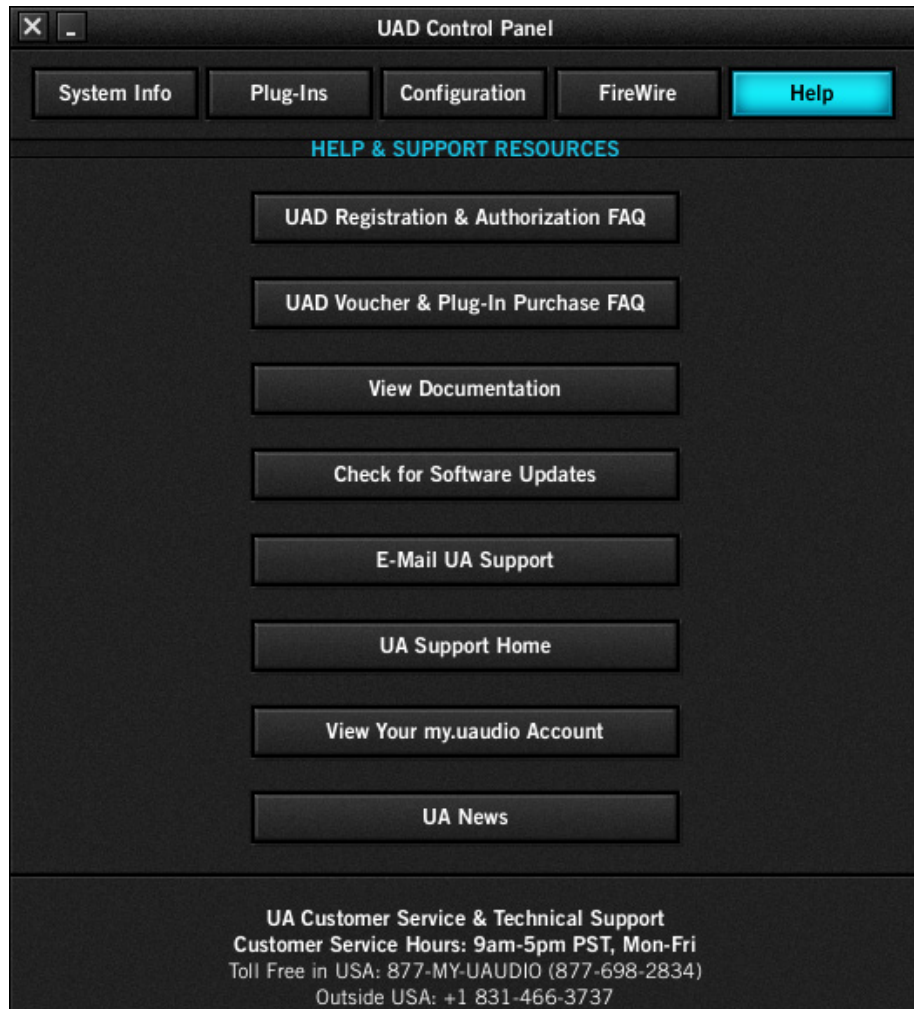 UAD Control Panel
System Info
Plug-Ins
Configuration
FireWire
Help
HELP & SUPPORT RESOURCES
UAD Registration & Authorization FAQ
UAD Voucher & Plug-In Purchase FAQ
View Documentation
Check for Software Updates
E-Mail UA Support
UA Support Home
View Your my.uaudio Account
UA News
UA Customer Service & Technical Support
Customer Service Hours: 9am-5pm PST, Mon-Fri
Toll Free in USA: 877-MY-UAUDIO (877-698-2834)
Outside USA: +1 831-466-3737